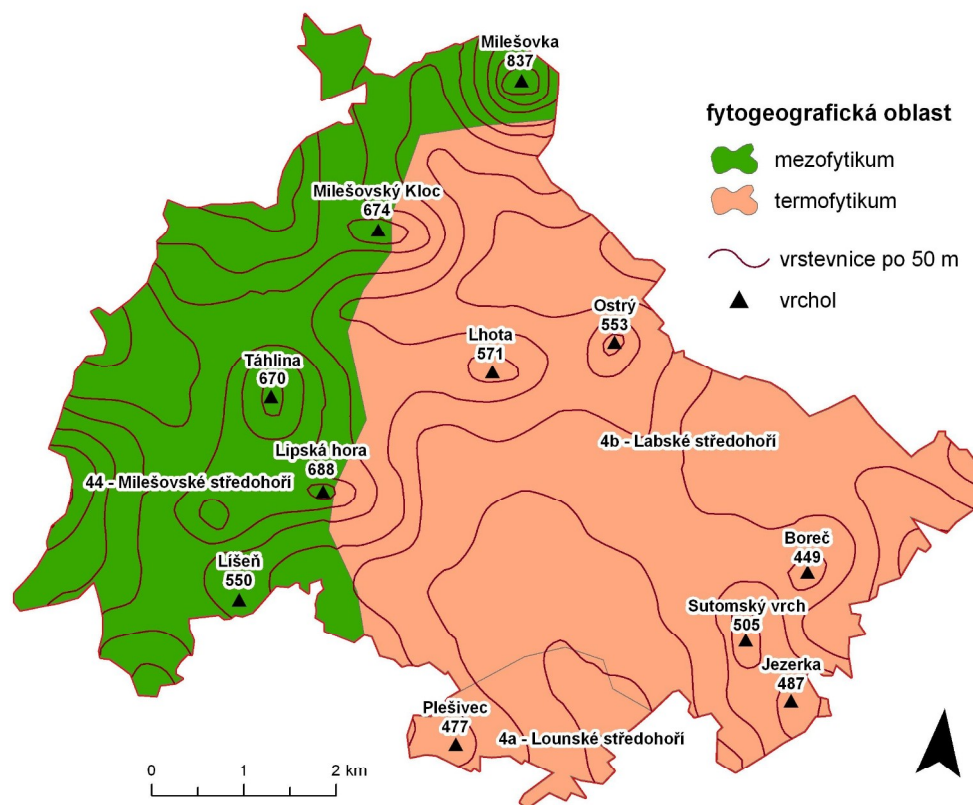 Milešovka
837
fytogeografická oblast
mezofytikum
termofytikum
vrstevnice po 50 m
vrchol
Milešovský Kloc
674
Ostrý
553
Lhota
571
Táhlina
670
4b - Labské středohoří
Lipská hora
688
44 - Milešovské středohoří
Boreč
449
Líšeň
550
Sutomský vrch
505
Jezerka
487
Plešivec
477
4a - Lounské středohoří
0 1 2 km